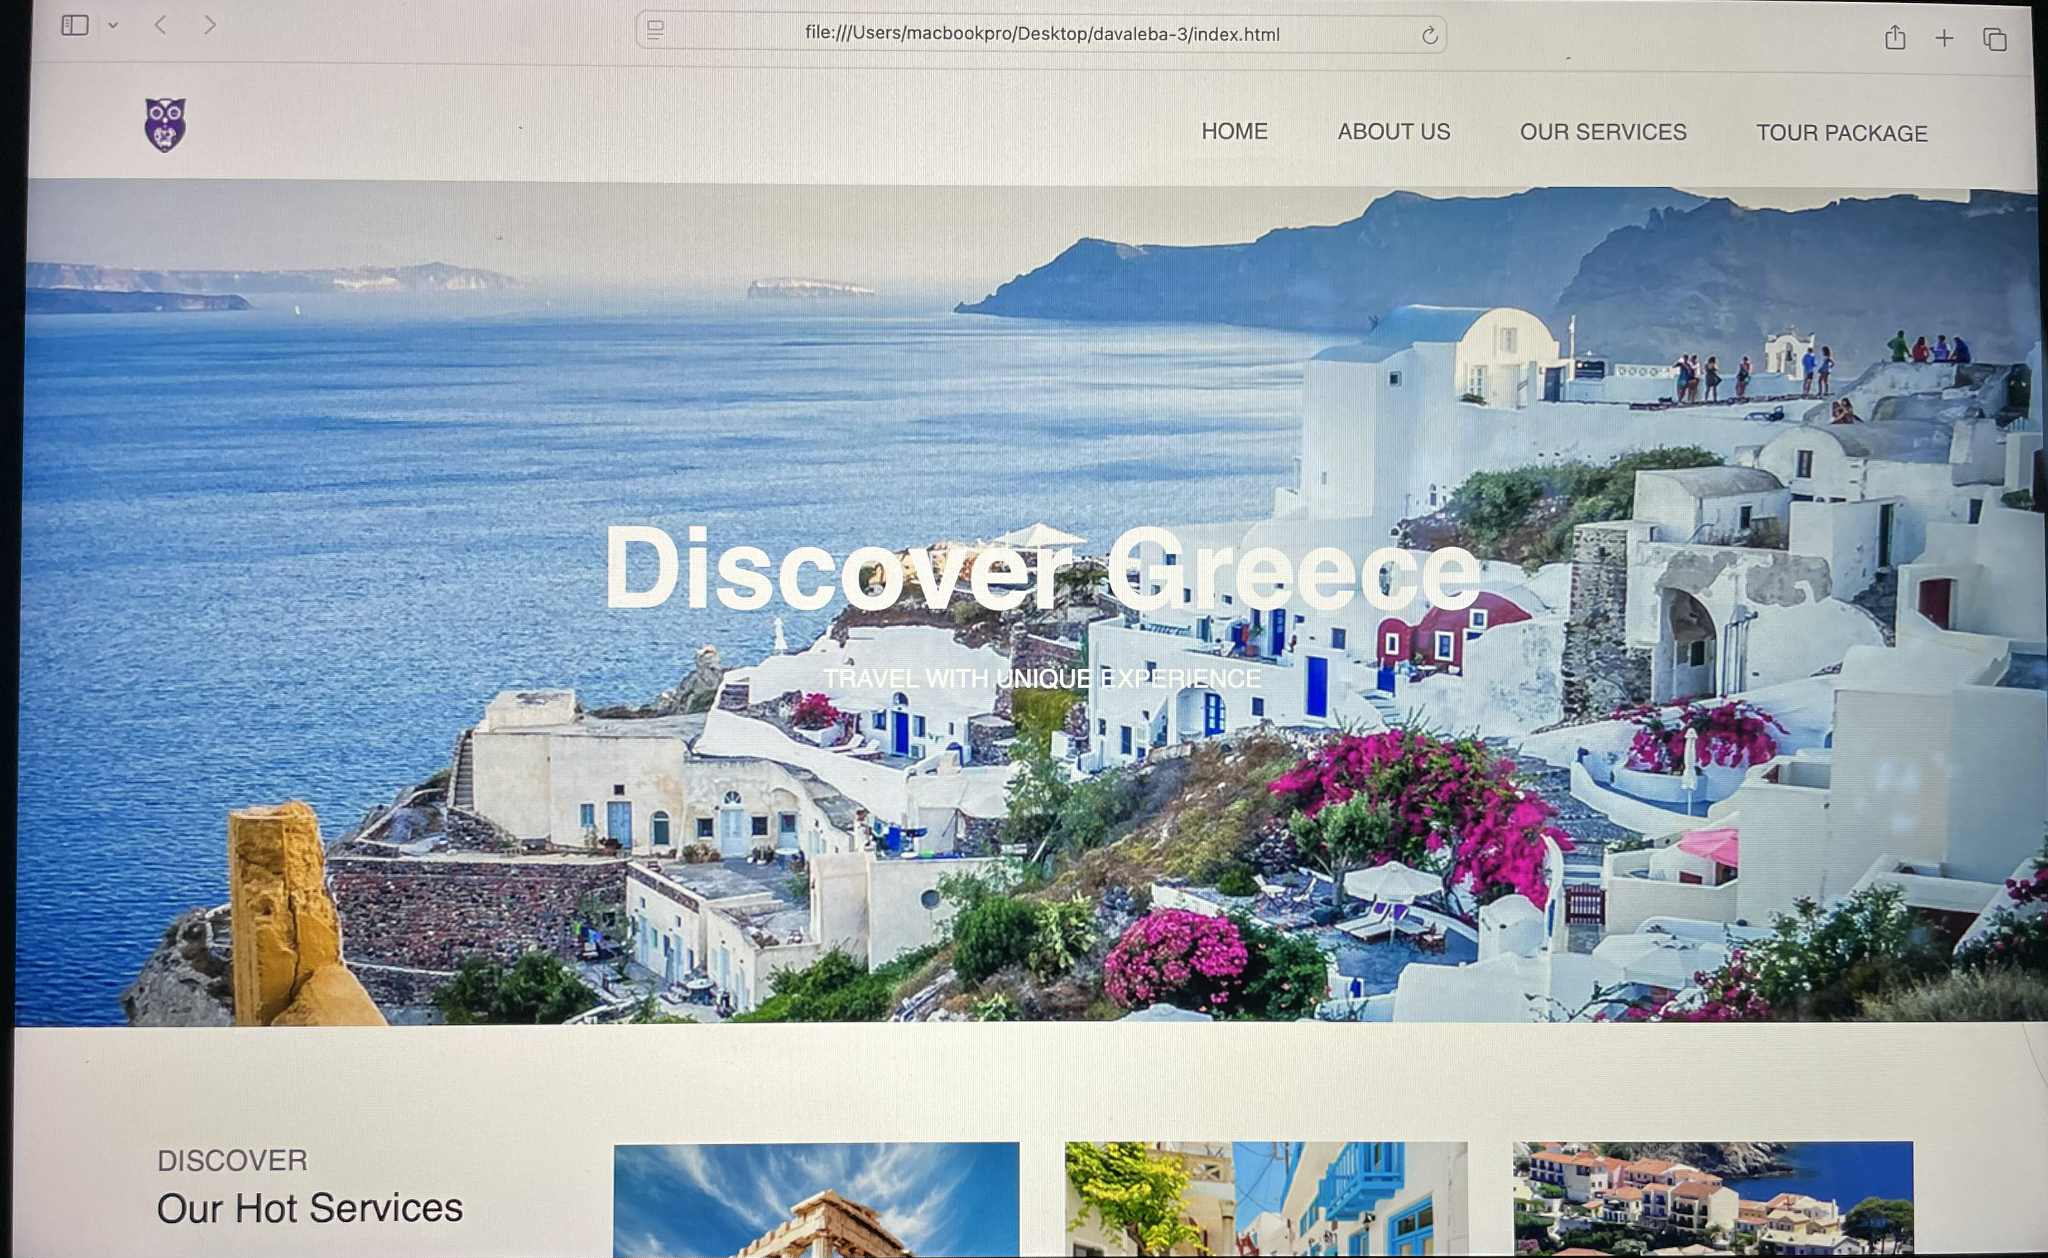 file:///Users/macbookpro/Desktop/davaleba-3/index.html
HOME ABOUT US OUR SERVICES TOUR PACKAGE
Discover Greece
TRAVEL WITH UNIQUE EXPERIENCE
DISCOVER
Our Hot Services